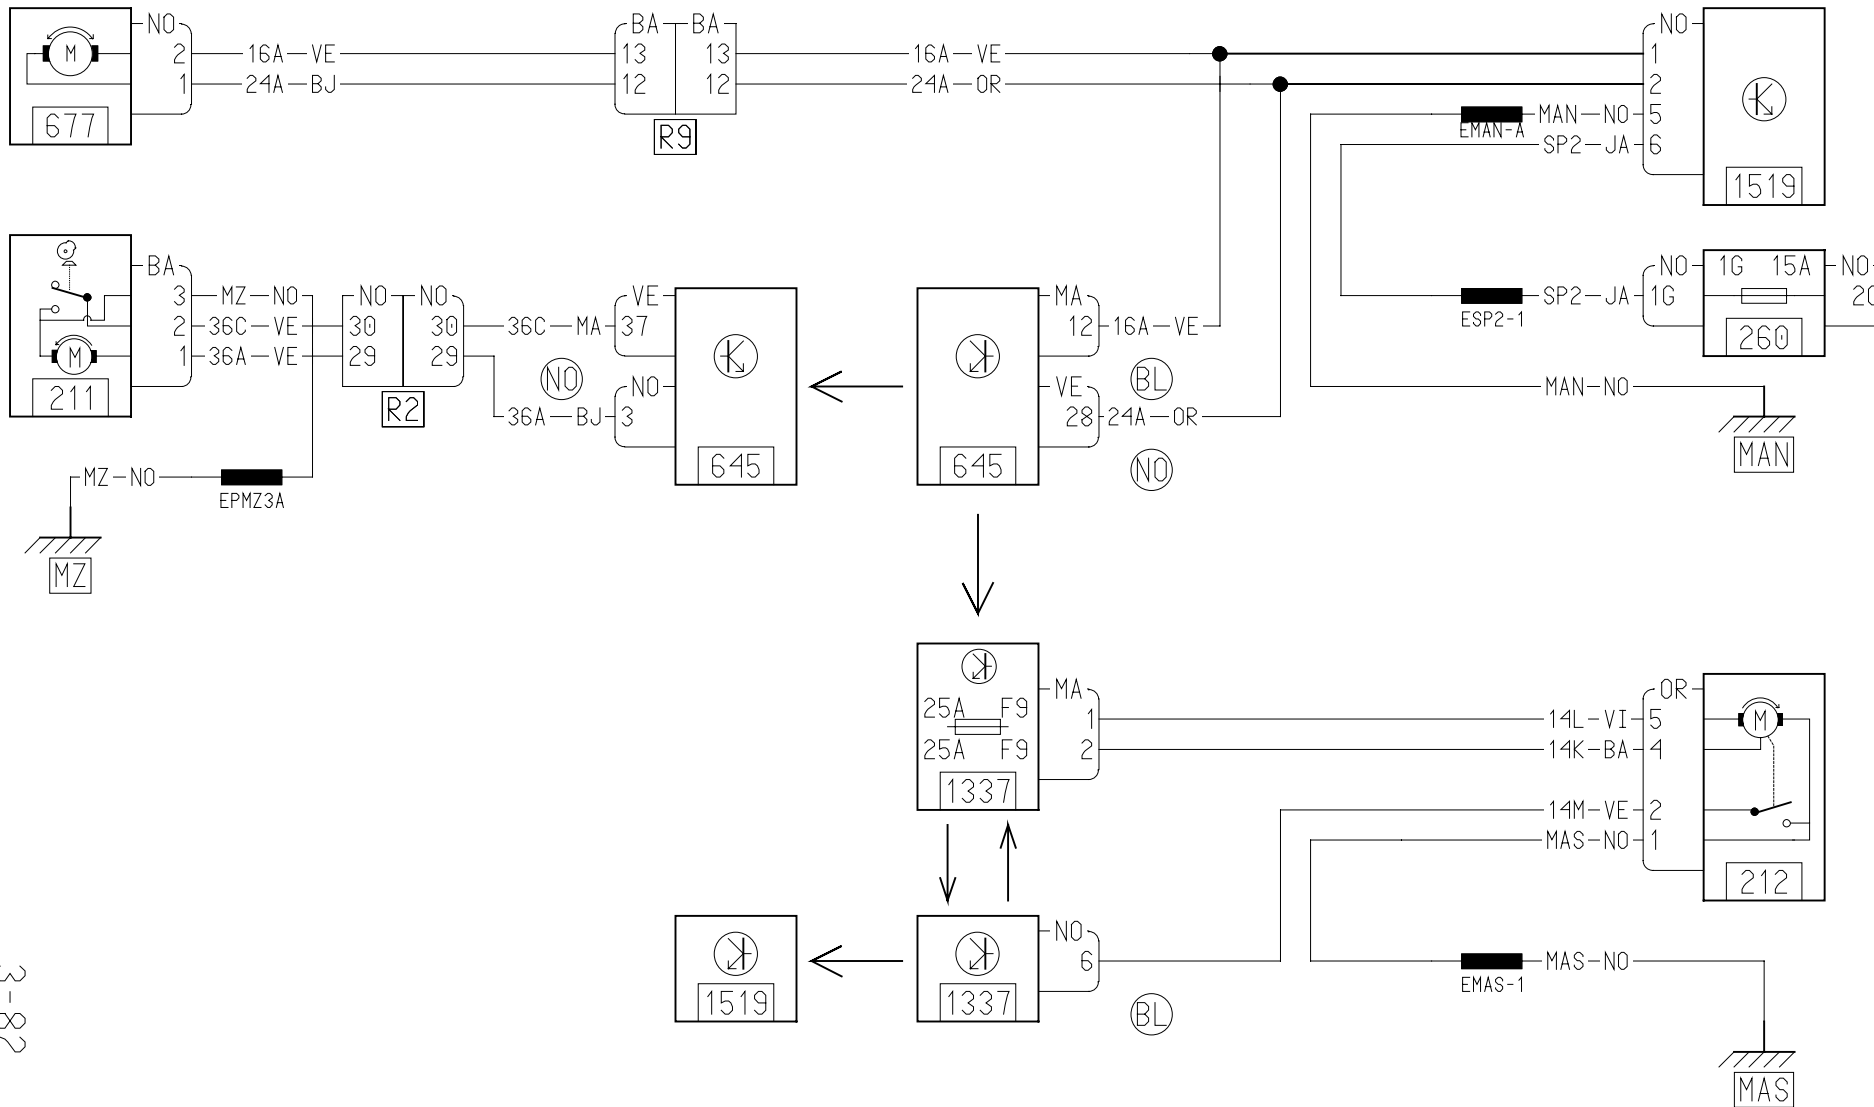 NO BA BA NO
M 2 16A VE 13 13 16A VE 1
1 24A BJ 12 12 24A OR 2
677 R9 EMAN-A MAN NO 5
SP2 JA 6
1519
BA NO 1G 15A NO
3 MZ NO NO NO VE MA 1G SP2 JA ESP2-1 20
2 36C VE 30 30 36C MA 37 12 16A VE
260
M 1 36A VE 29 29 NO BL
211 R2 NO VE MAN-NO
36A BJ 3 28 24A OR
645 645 NO MAN
MZ-NO EPMZ3A
MZ
MA OR
25A F9 1 14L-VI 5 M
25A F9 2 14K-BA 4
1337 14M-VE 2
MAS-NO 1
212
NO
6 EMAS-1 MAS-NO
1519 1337 BL
3-82
MAS